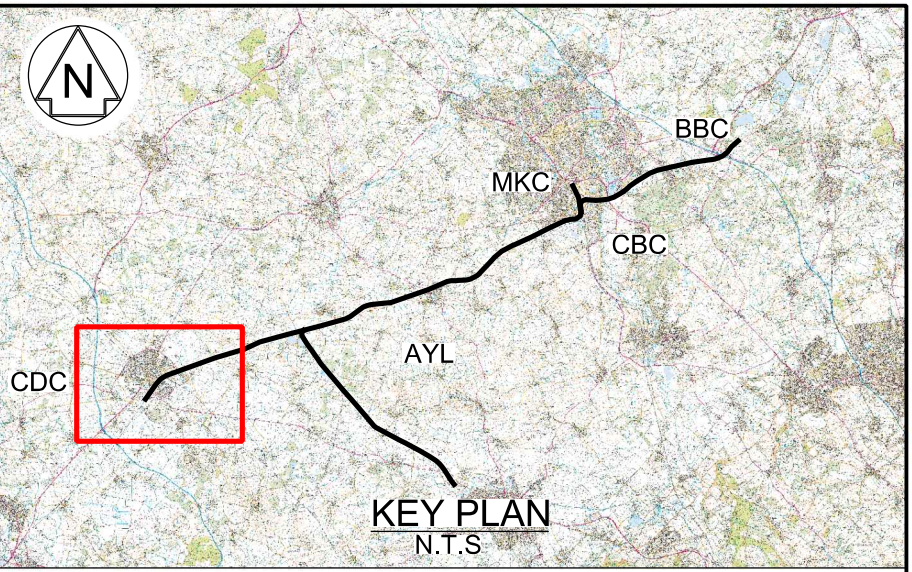 N
BBC
MKC
CBC
AYL
CDC
KEY PLAN
N.T.S